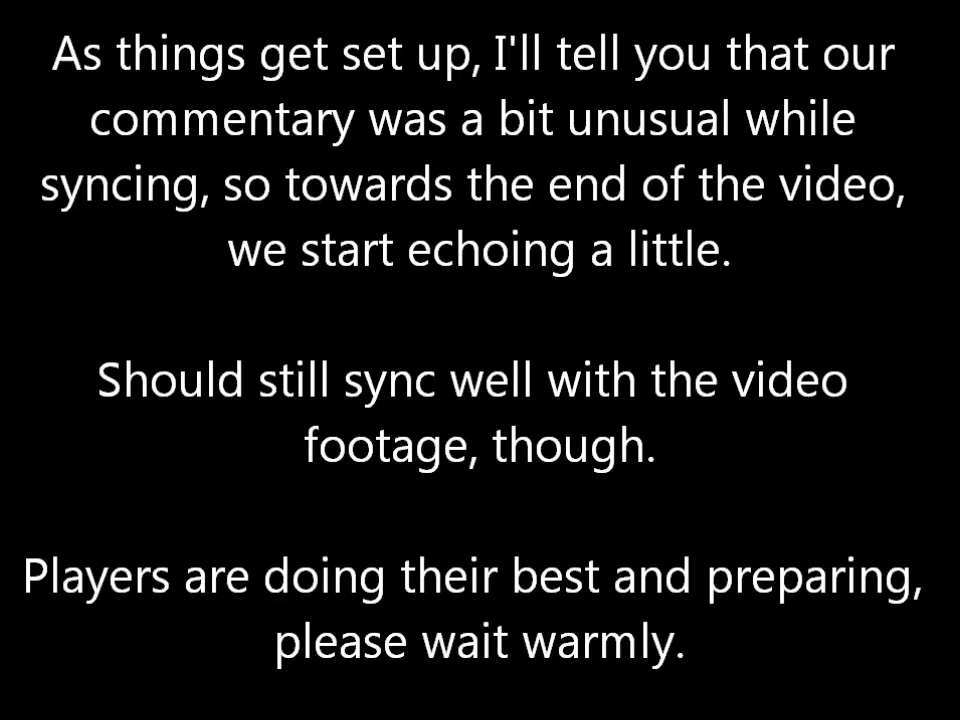 As things get set up, I'll tell you that our
commentary was a bit unusual while
syncing, so towards the end of the video,
we start echoing a little.
Should still sync well with the video
footage, though.
Players are doing their best and preparing,
please wait warmly.